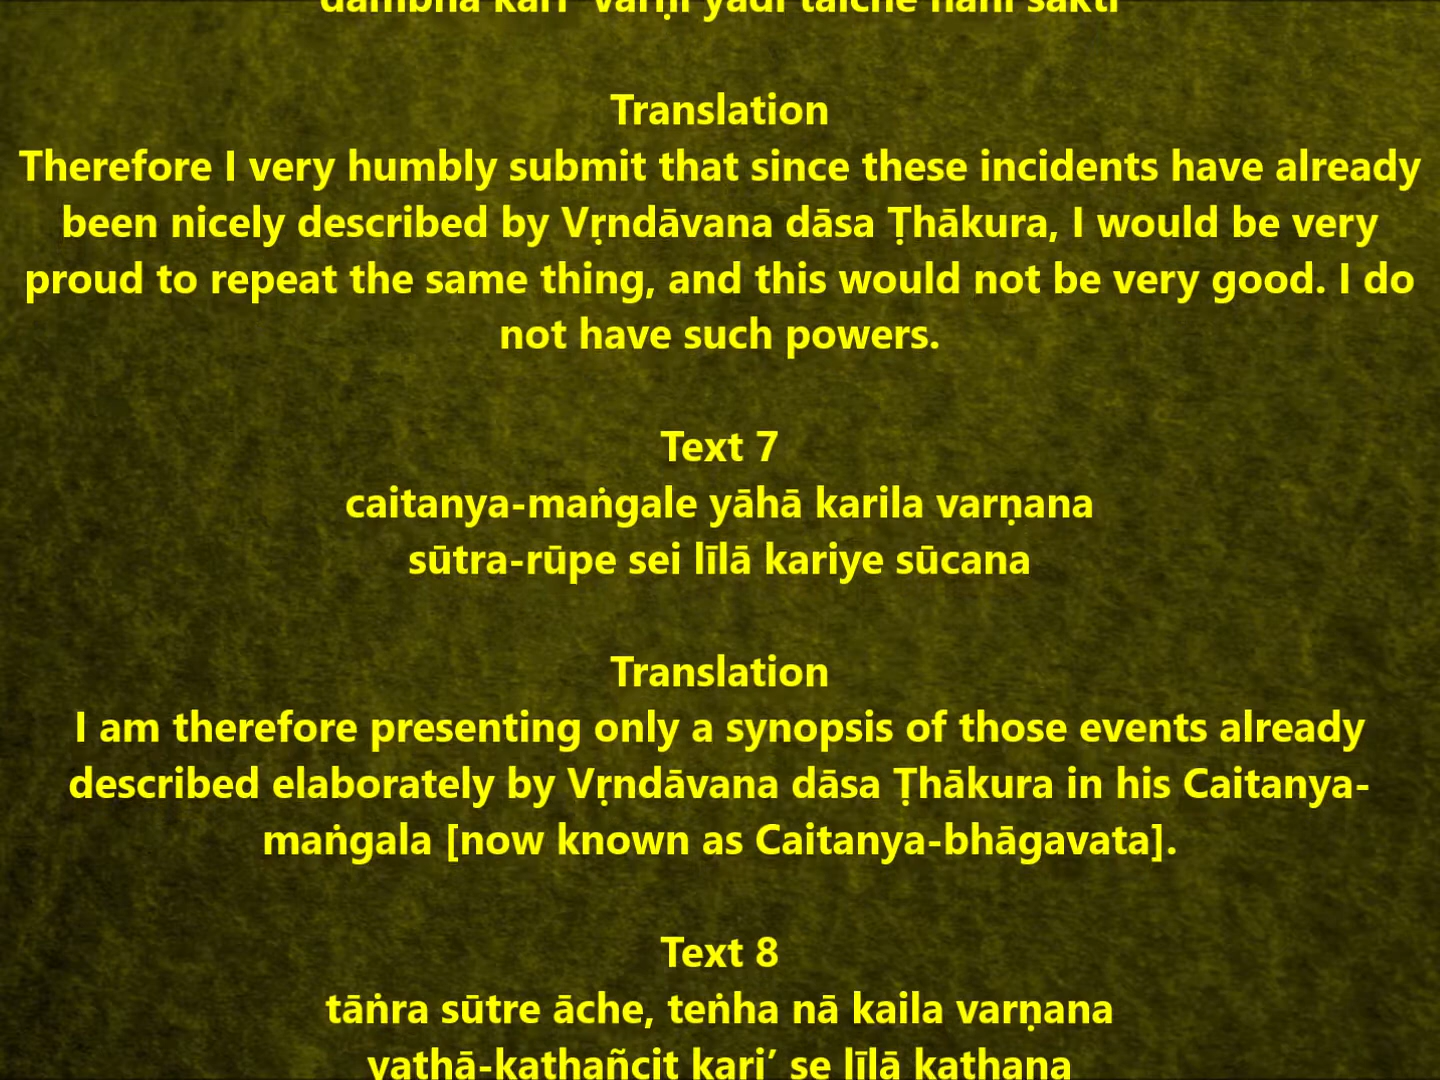 dambha kari' varṇi yadi taiche nāhi śakti
Translation
Therefore I very humbly submit that since these incidents have already
been nicely described by Vṛndāvana dāsa Ṭhākura, I would be very
proud to repeat the same thing, and this would not be very good. I do
not have such powers.
Text 7
caitanya-maṅgale yāhā karila varṇana
sūtra-rūpe sei līlā kariye sūcana
Translation
I am therefore presenting only a synopsis of those events already
described elaborately by Vṛndāvana dāsa Ṭhākura in his Caitanya-
maṅgala [now known as Caitanya-bhāgavata].
Text 8
tāṅra sūtre āche, teṅha nā kaila varṇana
yathā-kathañcit kari’ se līlā kathana